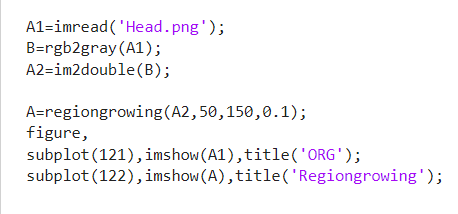 A1=imread('Head.png');
B=rgb2gray(A1);
A2=im2double(B);
A=regiongrowing(A2,50,150,0.1);
figure,
subplot(121),imshow(A1),title('ORG');
subplot(122),imshow(A),title('Regiongrowing');